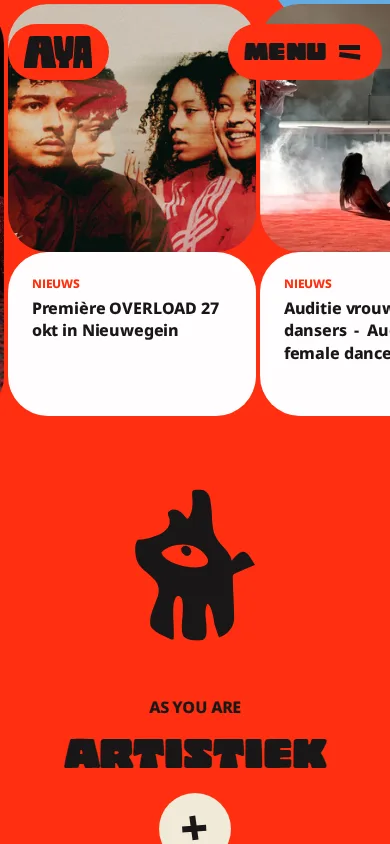 AYA
MENU
NIEUWS
Première OVERLOAD 27
okt in Nieuwegein
NIEUWS
Auditie vrouw
dansers - Au
female dance
AS YOU ARE
ARTISTIEK
+